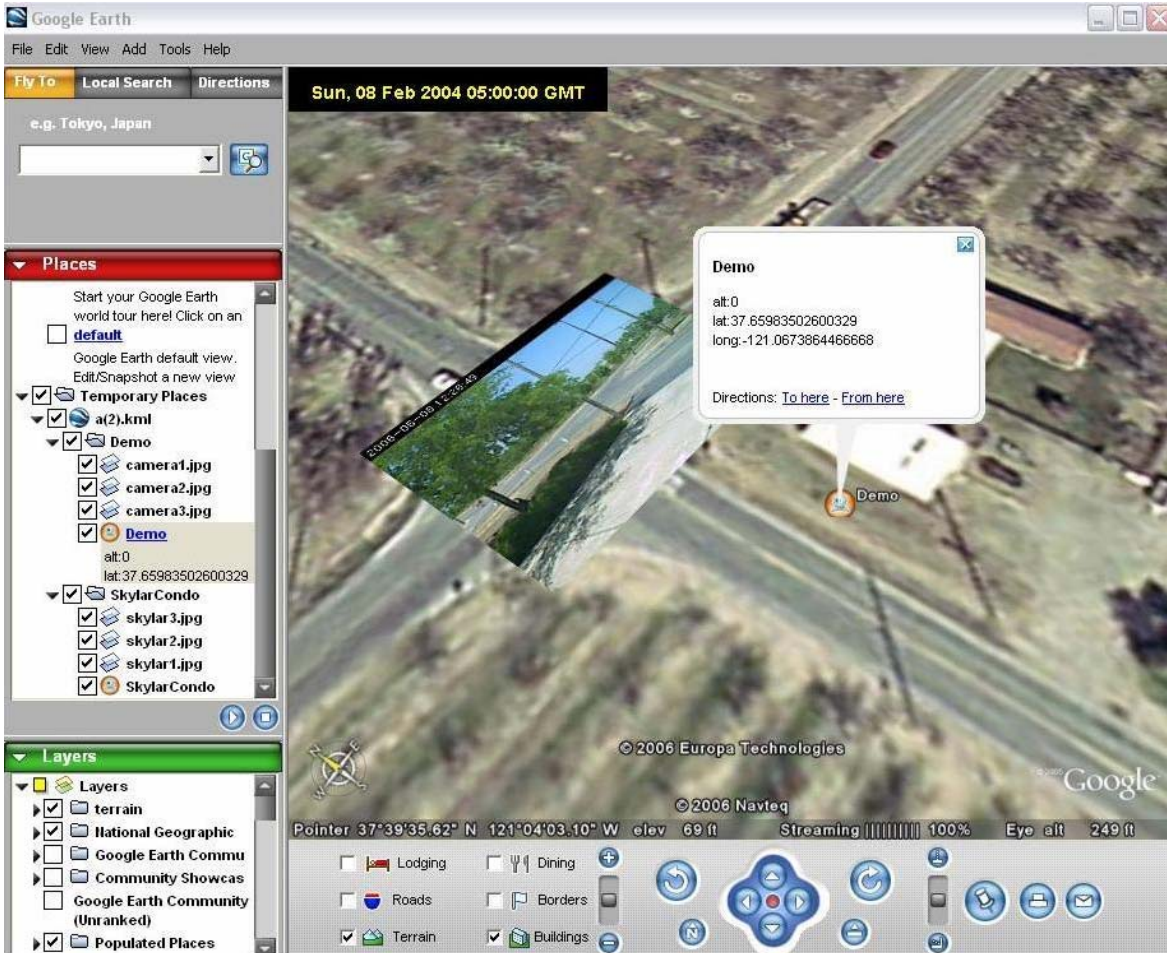 Google Earth
File Edit View Add Tools Help
Fly To Local Search Directions
e.g. Tokyo, Japan
Places
Start your Google Earth
world tour here! Click on an
default
Google Earth default view.
Edit/Snapshot a new view
Temporary Places
a(2).kml
Demo
camera1.jpg
camera2.jpg
camera3.jpg
Demo
alt:0
lat:37.65983502600329
SkylarCondo
skylar3.jpg
skylar2.jpg
skylar1.jpg
SkylarCondo
Layers
Layers
terrain
National Geographic
Google Earth Commu
Community Showcas
Google Earth Community
(Unranked)
Populated Places
Sun, 08 Feb 2004 05:00:00 GMT
Demo
alt:0
lat:37.65983502600329
long:-121.0673864466668
Directions: To here - From here
Demo
N E S W
© 2006 Europa Technologies
© 2005 Google
© 2006 Navteq
Pointer 37°39'35.62" N 121°04'03.10" W elev 69 ft Streaming 100% Eye alt 249 ft
Lodging Dining
Roads Borders
Terrain Buildings
N